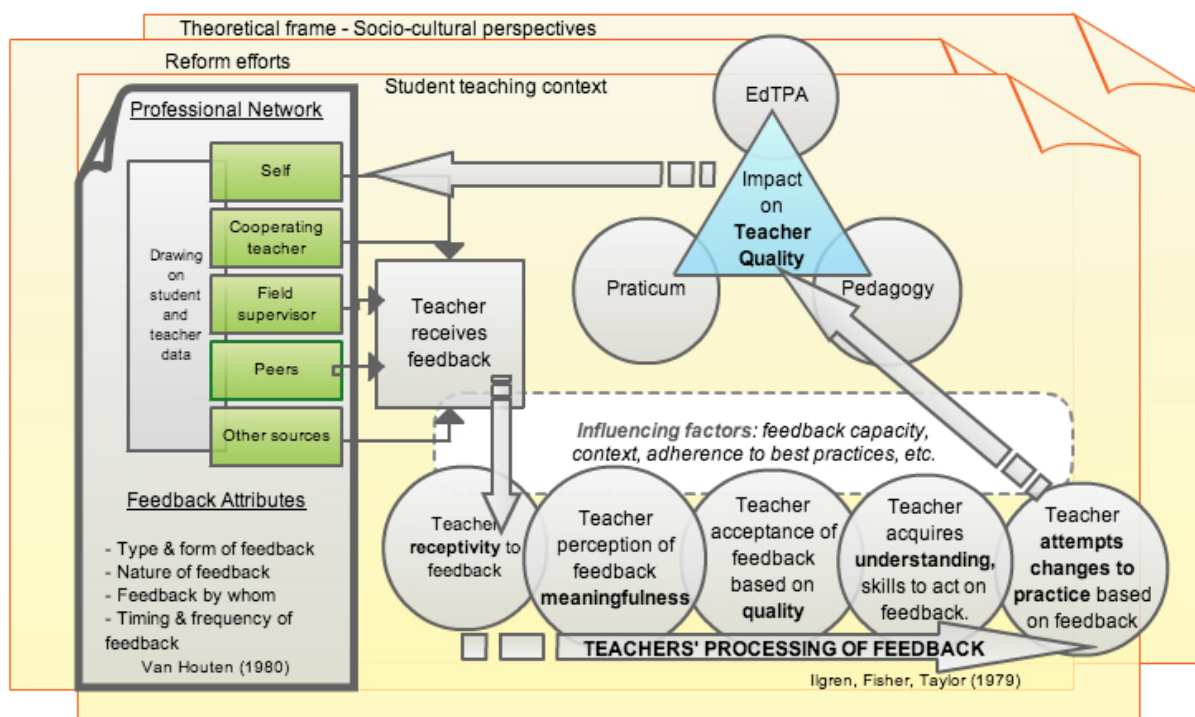 Theoretical frame - Socio-cultural perspectives
Reform efforts
Student teaching context
Professional Network
Self
Cooperating
teacher
Field
supervisor
Peers
Other sources
Drawing
on
student
and
teacher
data
Feedback Attributes
- Type & form of feedback
- Nature of feedback
- Feedback by whom
- Timing & frequency of
feedback
Van Houten (1980)
Teacher
receives
feedback
EdTPA
Impact
on
Teacher
Quality
Praticum
Pedagogy
Influencing factors: feedback capacity,
context, adherence to best practices, etc.
Teacher
receptivity to
feedback
Teacher
perception of
feedback
meaningfulness
Teacher
acceptance of
feedback
based on
quality
Teacher
acquires
understanding,
skills to act on
feedback.
Teacher
attempts
changes to
practice based
on feedback
TEACHERS' PROCESSING OF FEEDBACK
Ilgren, Fisher, Taylor (1979)